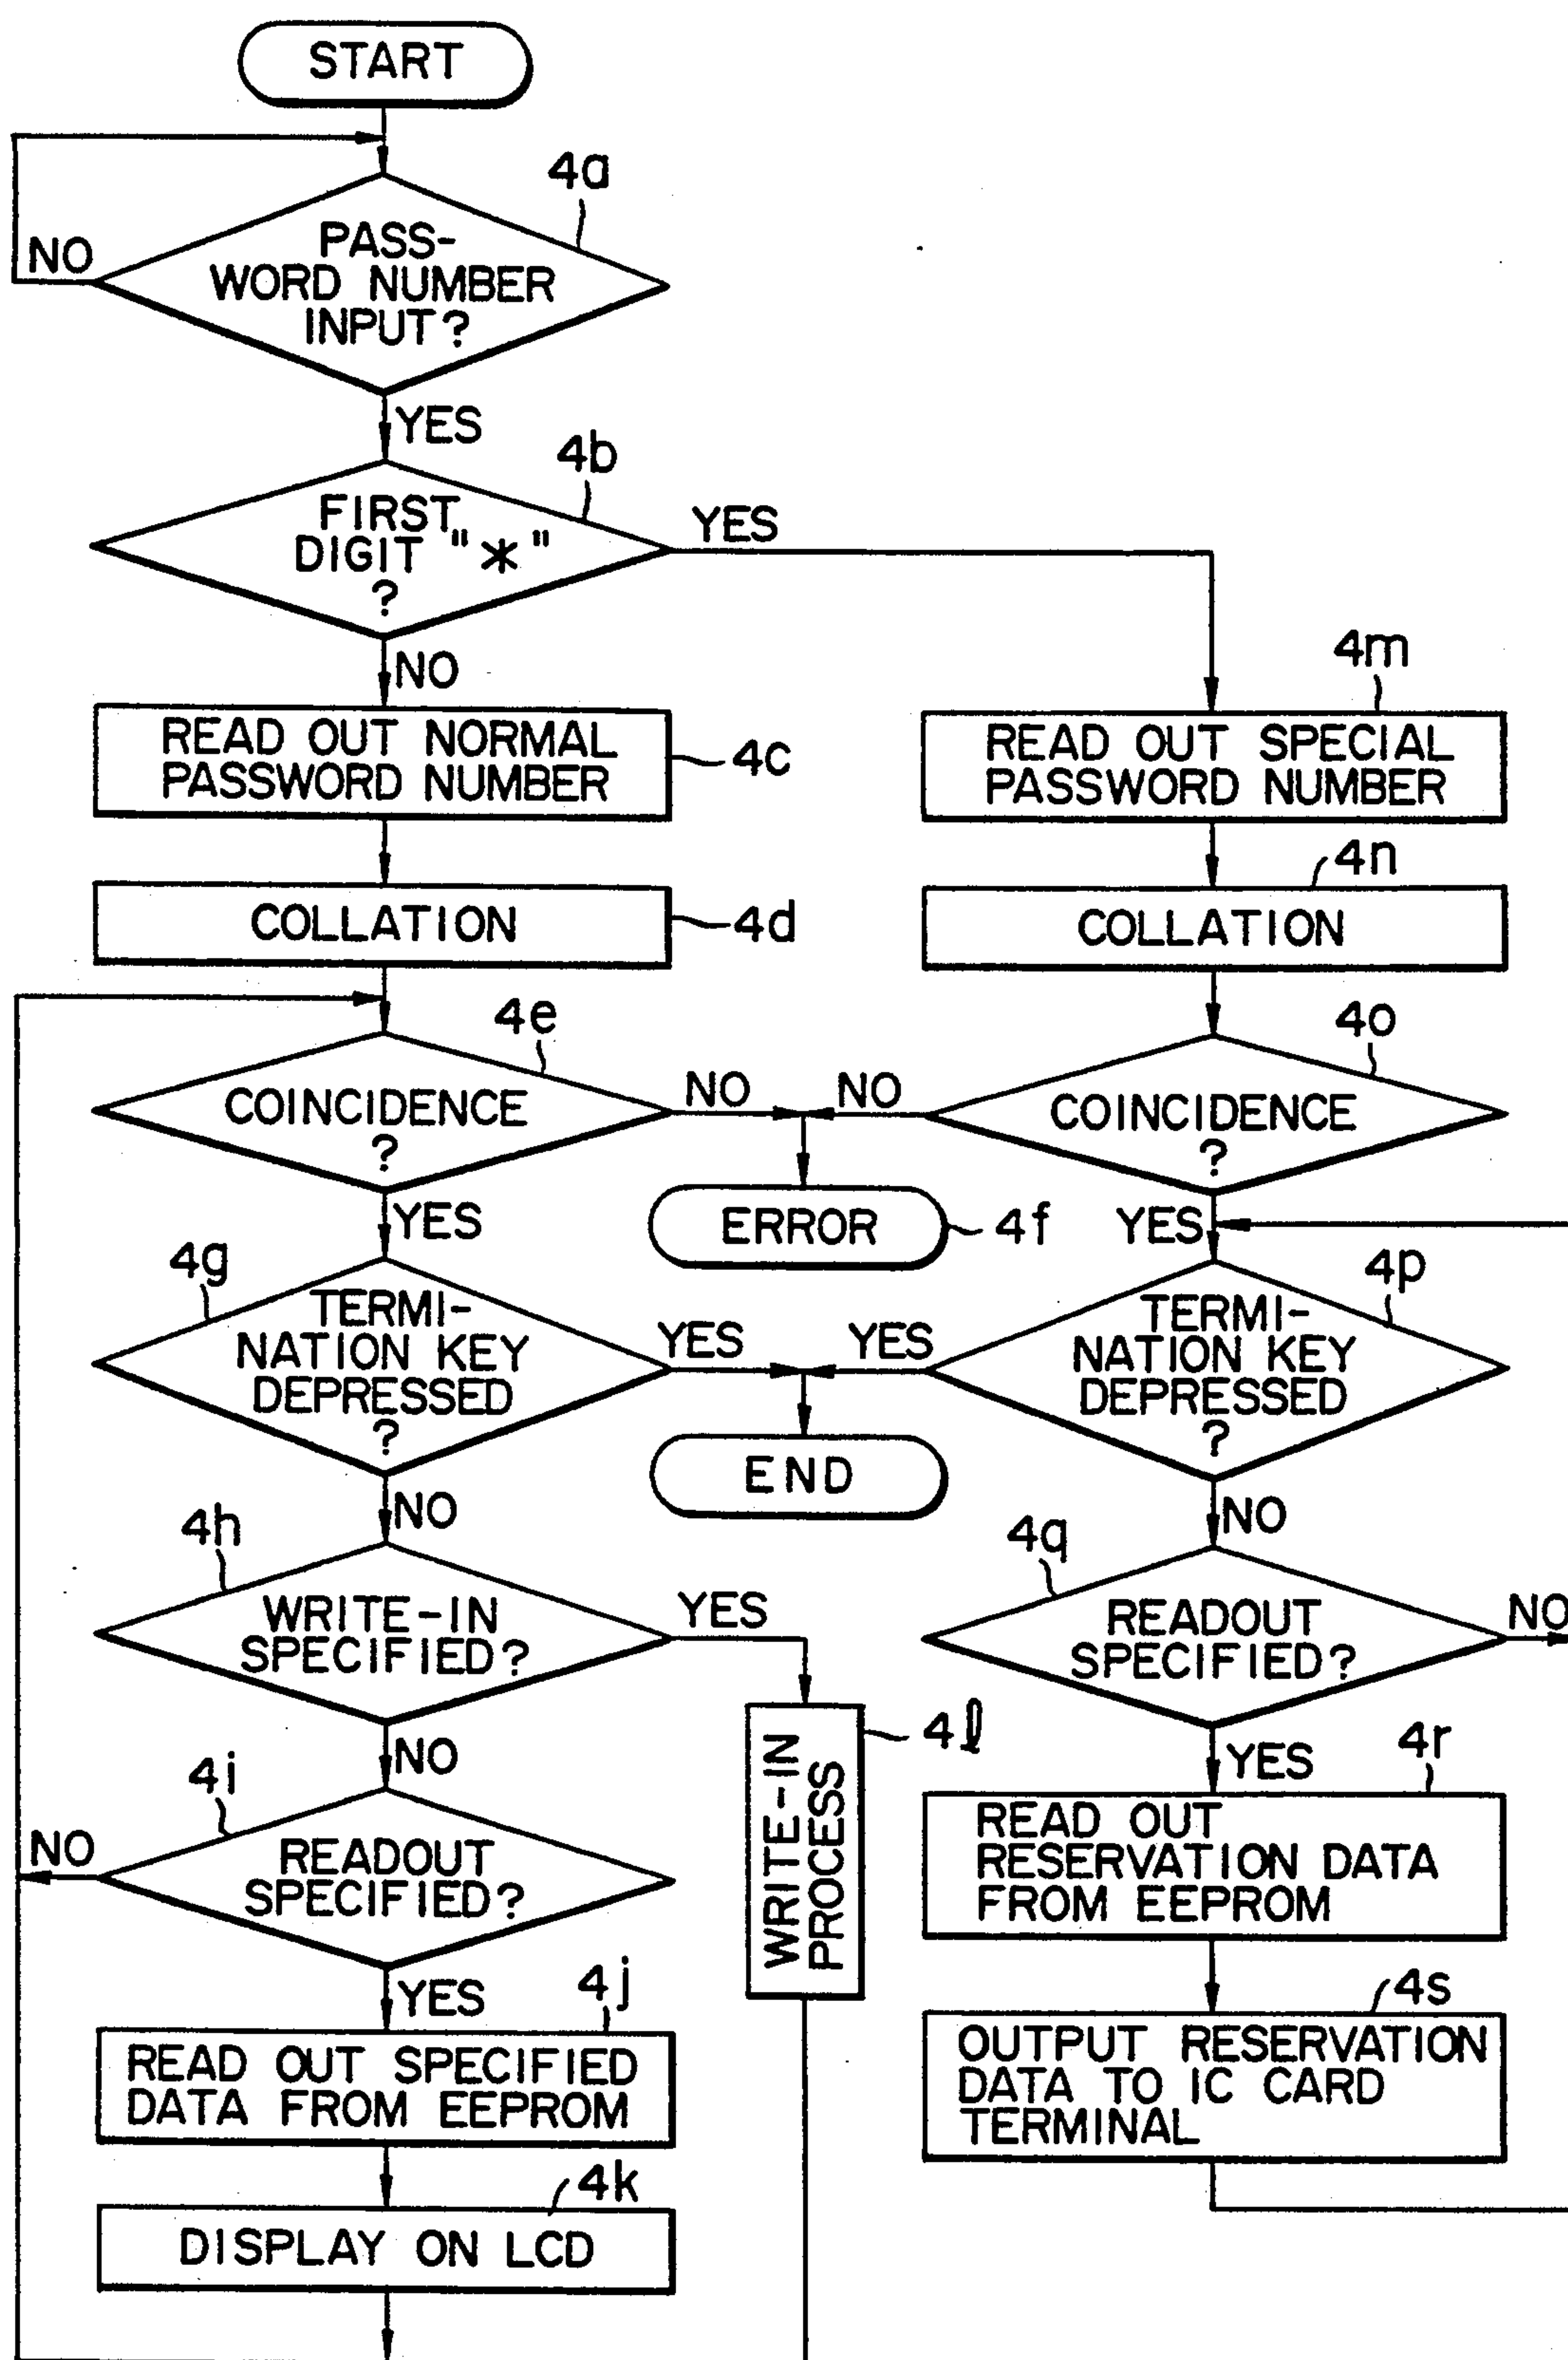 START
4a
NO
PASS-
WORD NUMBER
INPUT?
YES
4b
FIRST
DIGIT "*"
?
YES
NO
4m
READ OUT NORMAL
PASSWORD NUMBER
4c
READ OUT SPECIAL
PASSWORD NUMBER
4n
COLLATION
4d
COLLATION
4e
4o
COINCIDENCE
?
NO
NO
COINCIDENCE
?
YES
ERROR
4f
YES
4g
4p
TERMI-
NATION KEY
DEPRESSED
?
YES
YES
TERMI-
NATION KEY
DEPRESSED
?
END
NO
NO
4h
4q
WRITE-IN
SPECIFIED?
YES
READOUT
SPECIFIED?
NO
4l
WRITE-IN
PROCESS
NO
YES
4r
4i
NO
READOUT
SPECIFIED?
READ OUT
RESERVATION DATA
FROM EEPROM
YES
4j
4s
READ OUT SPECIFIED
DATA FROM EEPROM
OUTPUT RESERVATION
DATA TO IC CARD
TERMINAL
4k
DISPLAY ON LCD